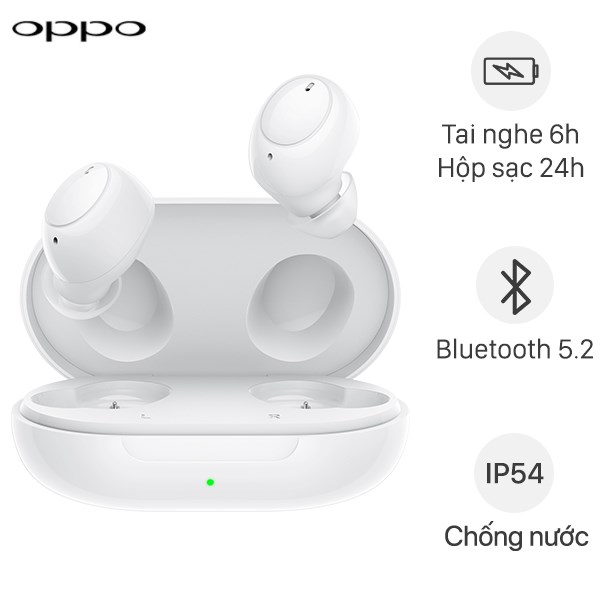 oppo
Tai nghe 6h
Hộp sạc 24h
Bluetooth 5.2
IP54
Chống nước
L
R